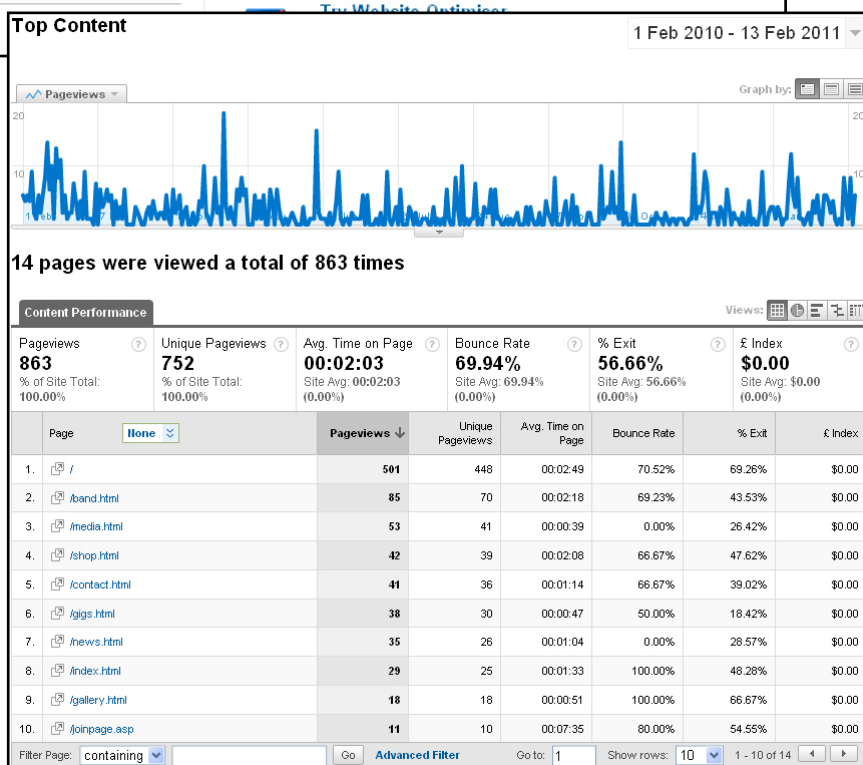 Try Website Optimiser
Top Content
1 Feb 2010 - 13 Feb 2011
Pageviews
Graph by:
20 20
10 10
14 pages were viewed a total of 863 times
Content Performance
Views:
Pageviews ? Unique Pageviews ? Avg. Time on Page ? Bounce Rate ? % Exit ? £ Index ?
863 752 00:02:03 69.94% 56.66% $0.00
% of Site Total: % of Site Total: Site Avg: 00:02:03 Site Avg: 69.94% Site Avg: 56.66% Site Avg: $0.00
100.00% 100.00% (0.00%) (0.00%) (0.00%) (0.00%)
Page None Pageviews Unique Pageviews Avg. Time on Page Bounce Rate % Exit £ Index
1. / 501 448 00:02:49 70.52% 69.26% $0.00
2. /band.html 85 70 00:02:18 69.23% 43.53% $0.00
3. /media.html 53 41 00:00:39 0.00% 26.42% $0.00
4. /shop.html 42 39 00:02:08 66.67% 47.62% $0.00
5. /contact.html 41 36 00:01:14 66.67% 39.02% $0.00
6. /gigs.html 38 30 00:00:47 50.00% 18.42% $0.00
7. /news.html 35 26 00:01:04 0.00% 28.57% $0.00
8. /index.html 29 25 00:01:33 100.00% 48.28% $0.00
9. /gallery.html 18 18 00:00:51 100.00% 66.67% $0.00
10. /joinpage.asp 11 10 00:07:35 80.00% 54.55% $0.00
Filter Page: containing Go Advanced Filter Go to: 1 Show rows: 10 1 - 10 of 14